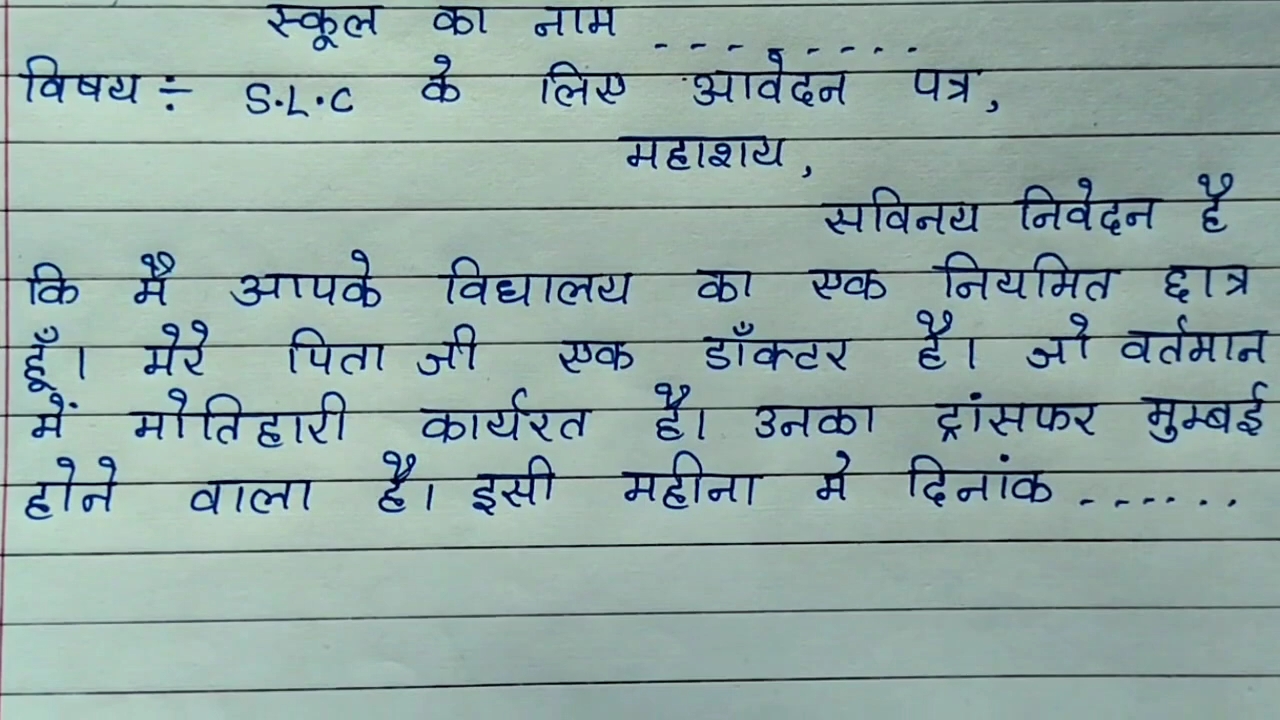 स्कूल का नाम - - - - - - - -
विषय ÷ S.L.C के लिए आवेदन पत्र,
महाशय,
सविनय निवेदन है
कि मै आपके विद्यालय का एक नियमित छात्र
हूँ। मेरे पिता जी एक डॉंक्टर है। जो वर्तमान
में मोतिहारी कार्यरत है। उनका ट्रांसफर मुम्बई
होने वाला है। इसी महीना मे दिनांक - - - - - - .